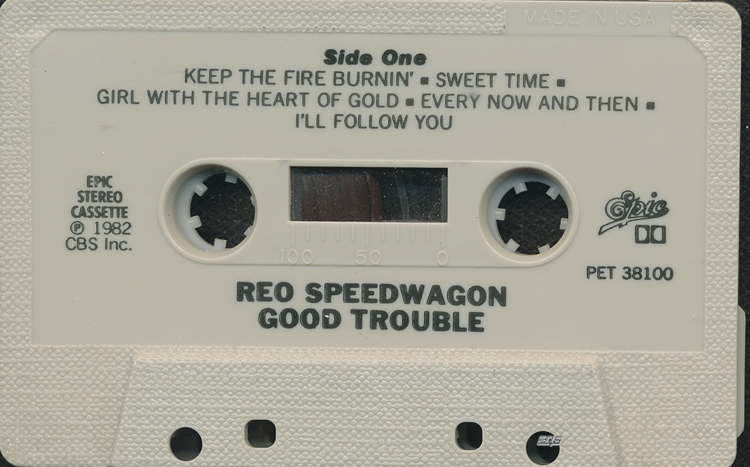 MADE IN USA
Side One
KEEP THE FIRE BURNIN' ▪ SWEET TIME ▪
GIRL WITH THE HEART OF GOLD ▪ EVERY NOW AND THEN ▪
I'LL FOLLOW YOU
EPIC
STEREO
CASSETTE
℗ 1982
CBS Inc.
100 50 0
Epic
PET 38100
REO SPEEDWAGON
GOOD TROUBLE